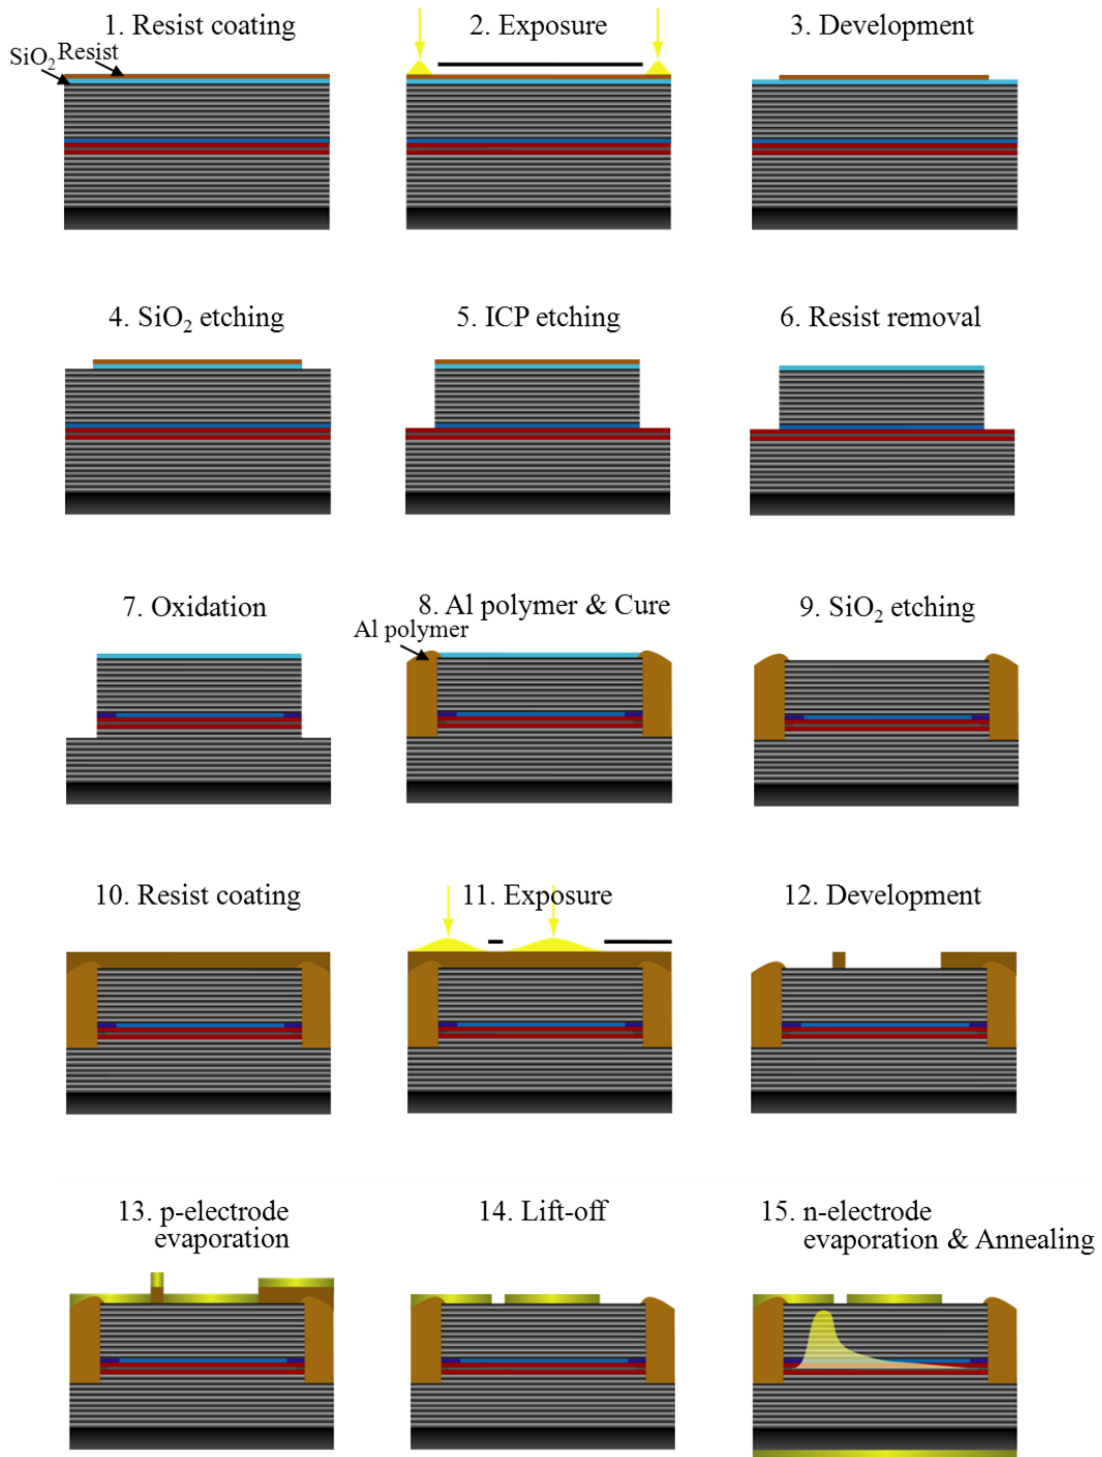 1. Resist coating
2. Exposure
3. Development
SiO₂
Resist
4. SiO₂ etching
5. ICP etching
6. Resist removal
7. Oxidation
8. Al polymer & Cure
9. SiO₂ etching
Al polymer
10. Resist coating
11. Exposure
12. Development
13. p-electrode
evaporation
14. Lift-off
15. n-electrode
evaporation & Annealing